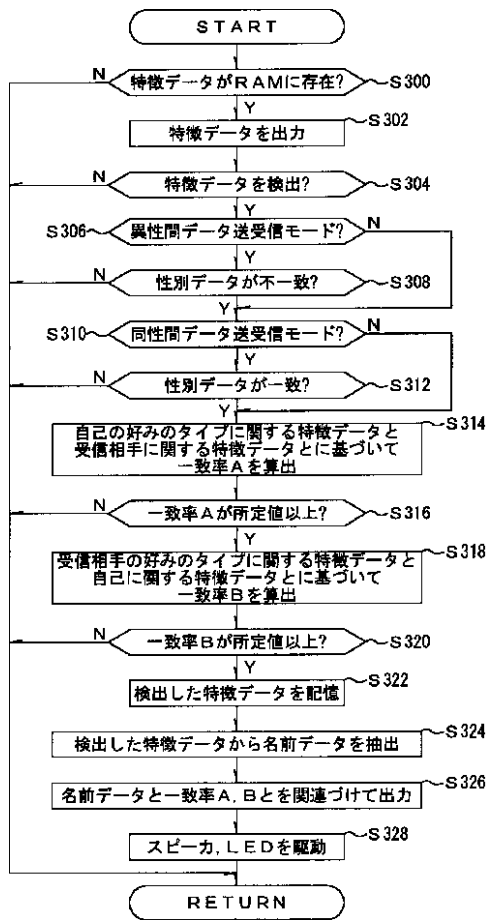 START
N
特徴データがRAMに存在?
S300
Y
S302
特徴データを出力
N
特徴データを検出?
S304
Y
S306
異性間データ送受信モード?
N
Y
N
性別データが不一致?
S308
Y
S310
同性間データ送受信モード?
N
Y
N
性別データが一致?
S312
Y
S314
自己の好みのタイプに関する特徴データと
受信相手に関する特徴データとに基づいて
一致率Aを算出
N
一致率Aが所定値以上?
S316
Y
S318
受信相手の好みのタイプに関する特徴データと
自己に関する特徴データとに基づいて
一致率Bを算出
N
一致率Bが所定値以上?
S320
Y
S322
検出した特徴データを記憶
S324
検出した特徴データから名前データを抽出
S326
名前データと一致率A,Bとを関連づけて出力
S328
スピーカ,LEDを駆動
RETURN